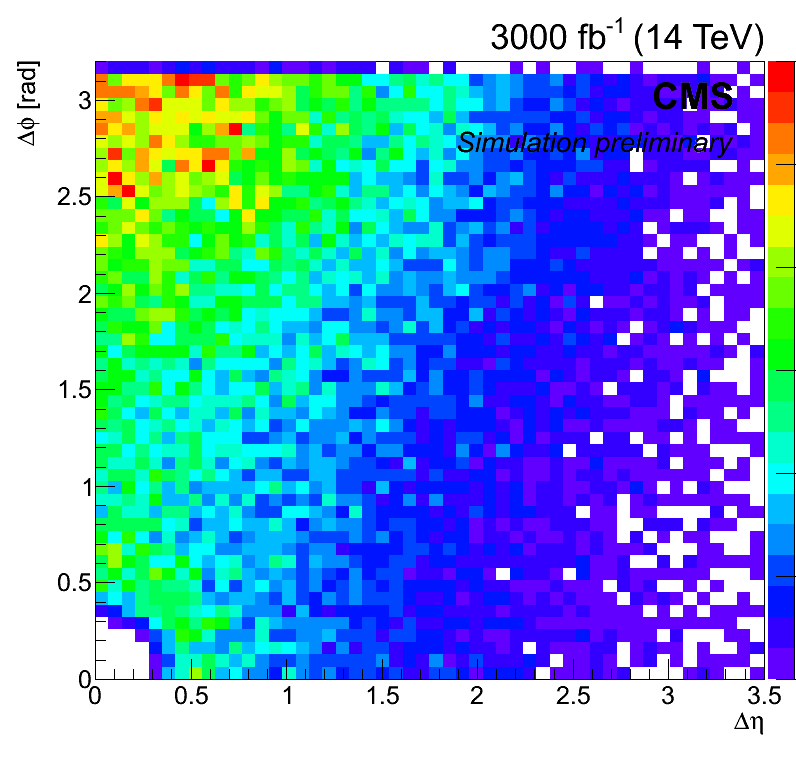 3000 fb-1 (14 TeV)
Δϕ [rad]
CMS
Simulation preliminary
3
2.5
2
1.5
1
0.5
0
0 0.5 1 1.5 2 2.5 3 3.5
Δη